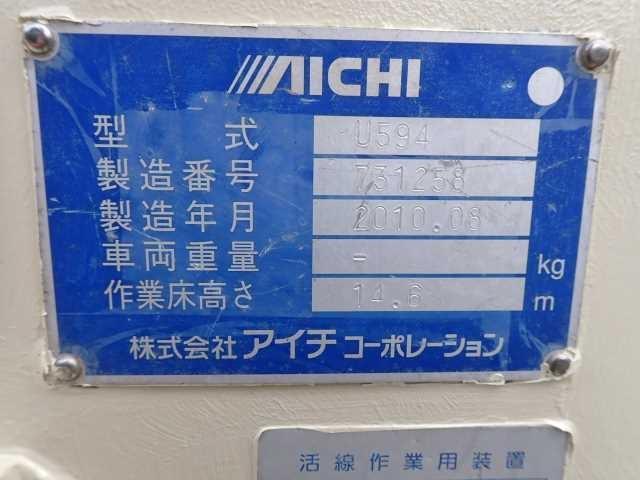 AICHI
型式 U594
製造番号 731258
製造年月 2010.08
車両重量 - kg
作業床高さ 14.6 m
株式会社 アイチ コーポレーション
活線作業用装置